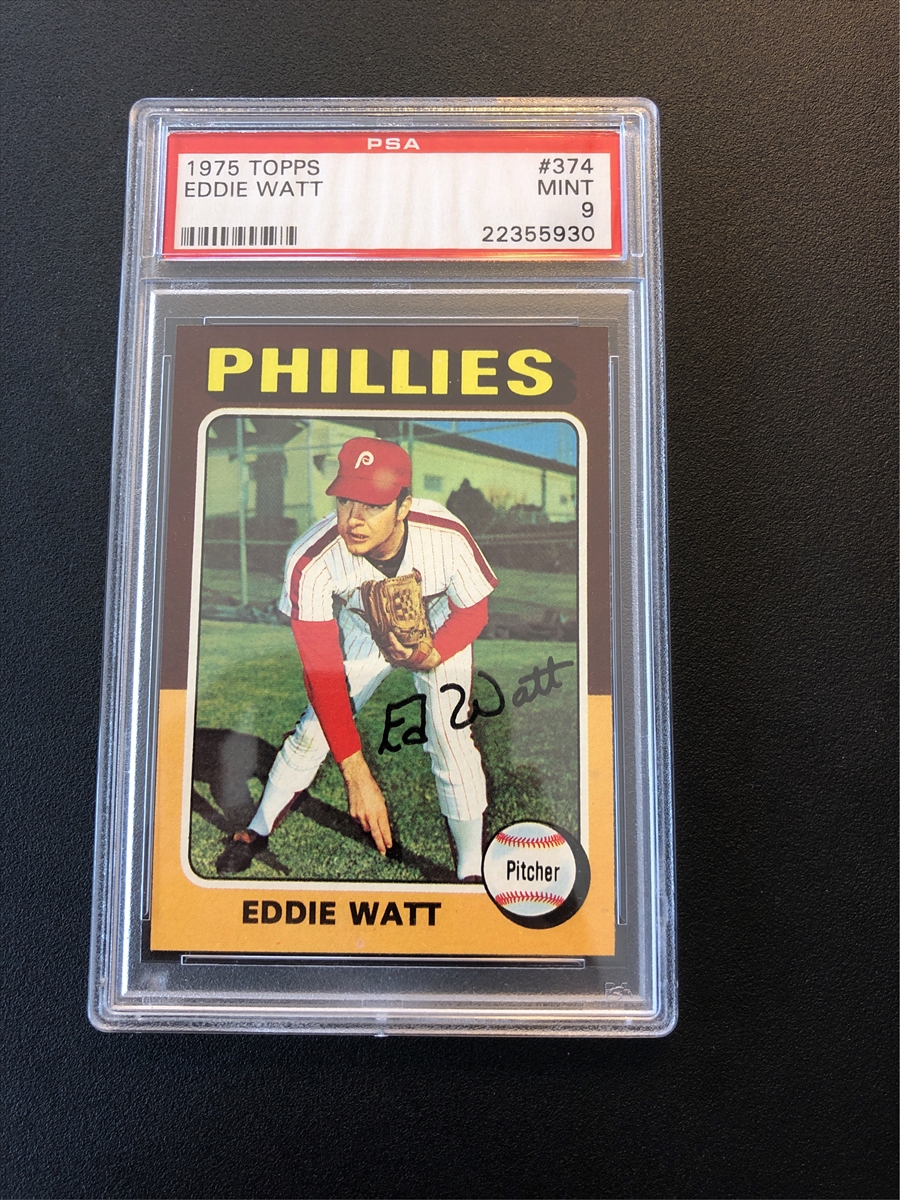 PSA
1975 TOPPS #374
EDDIE WATT MINT
9
22355930
PHILLIES
P
Ed Watt
Pitcher
EDDIE WATT